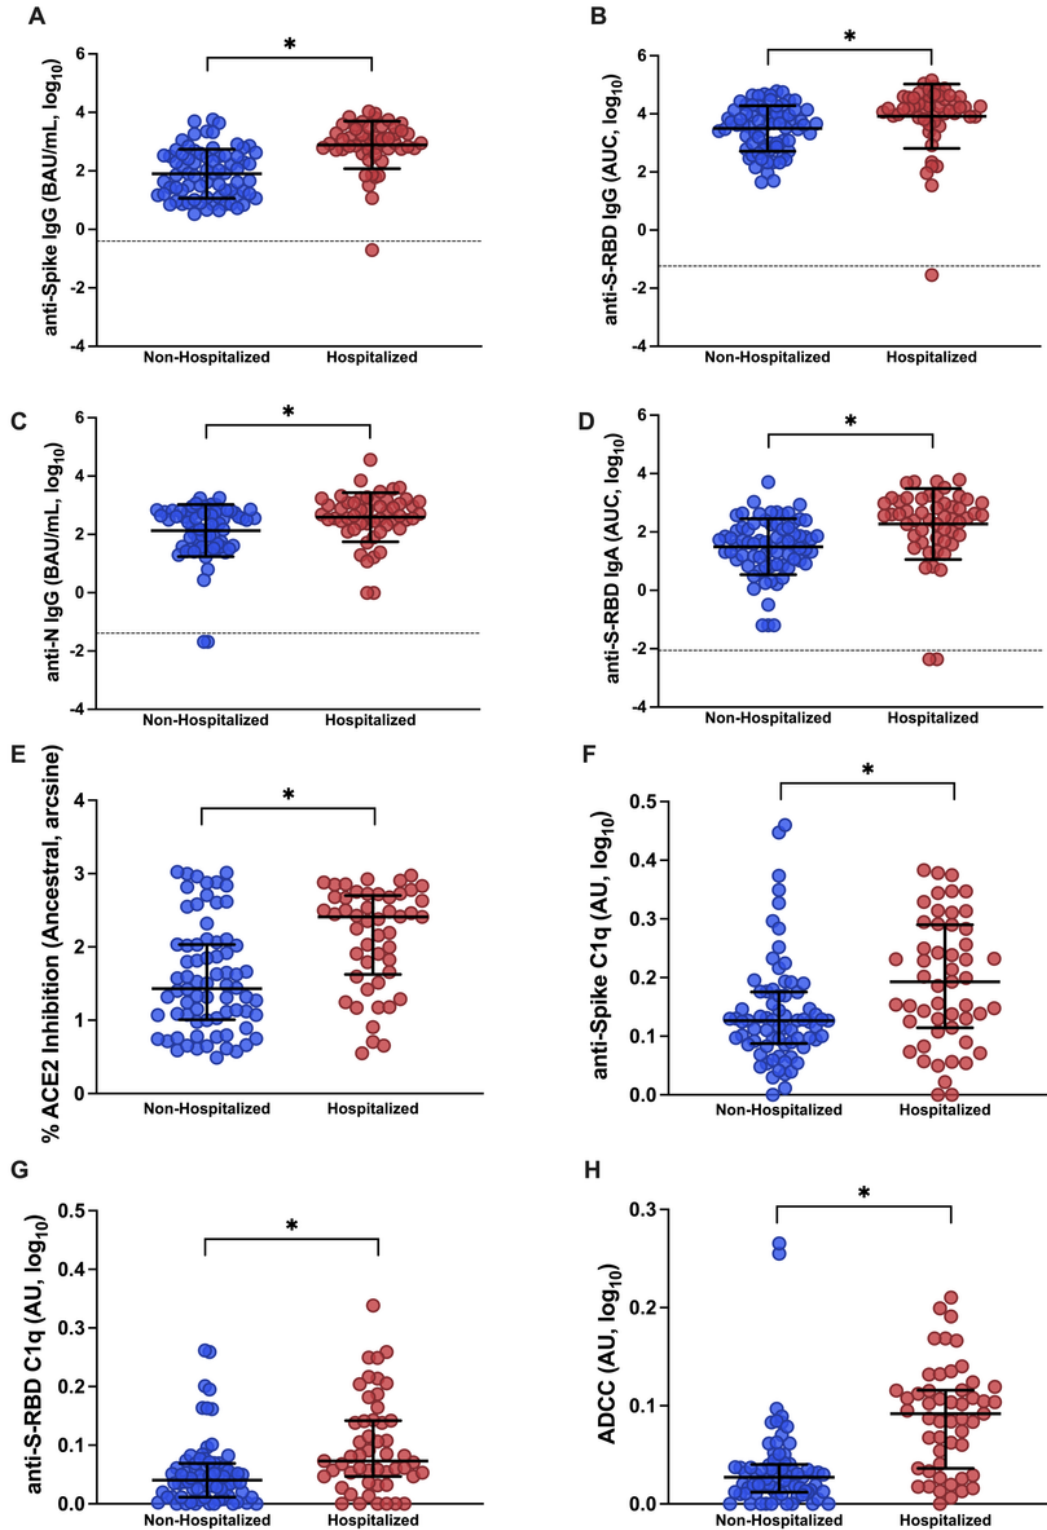 A
*
anti-Spike IgG (BAU/mL, log10)
6
4
2
0
-2
-4
Non-Hospitalized Hospitalized
B
*
anti-S-RBD IgG (AUC, log10)
6
4
2
0
-2
-4
Non-Hospitalized Hospitalized
C
*
anti-N IgG (BAU/mL, log10)
6
4
2
0
-2
-4
Non-Hospitalized Hospitalized
D
*
anti-S-RBD IgA (AUC, log10)
6
4
2
0
-2
-4
Non-Hospitalized Hospitalized
E
*
% ACE2 Inhibition (Ancestral, arcsine)
4
3
2
1
0
Non-Hospitalized Hospitalized
F
*
anti-Spike C1q (AU, log10)
0.5
0.4
0.3
0.2
0.1
0.0
Non-Hospitalized Hospitalized
G
*
anti-S-RBD C1q (AU, log10)
0.5
0.4
0.3
0.2
0.1
0.0
Non-Hospitalized Hospitalized
H
*
ADCC (AU, log10)
0.3
0.2
0.1
0.0
Non-Hospitalized Hospitalized